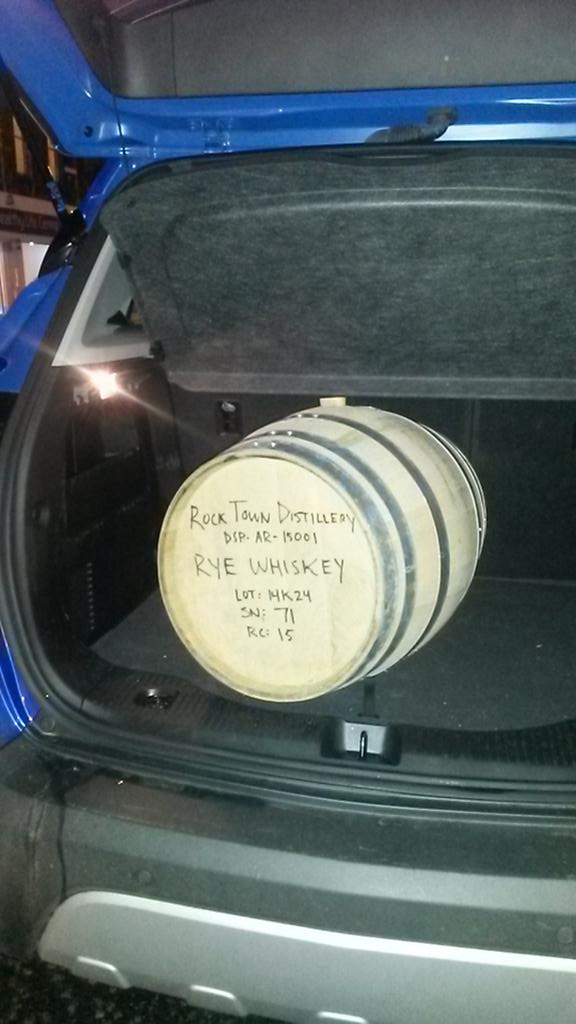 Rock Town Distillery
DSP. AR-15001
RYE WHISKEY
LOT: 14K24
SN: 71
RC: 15